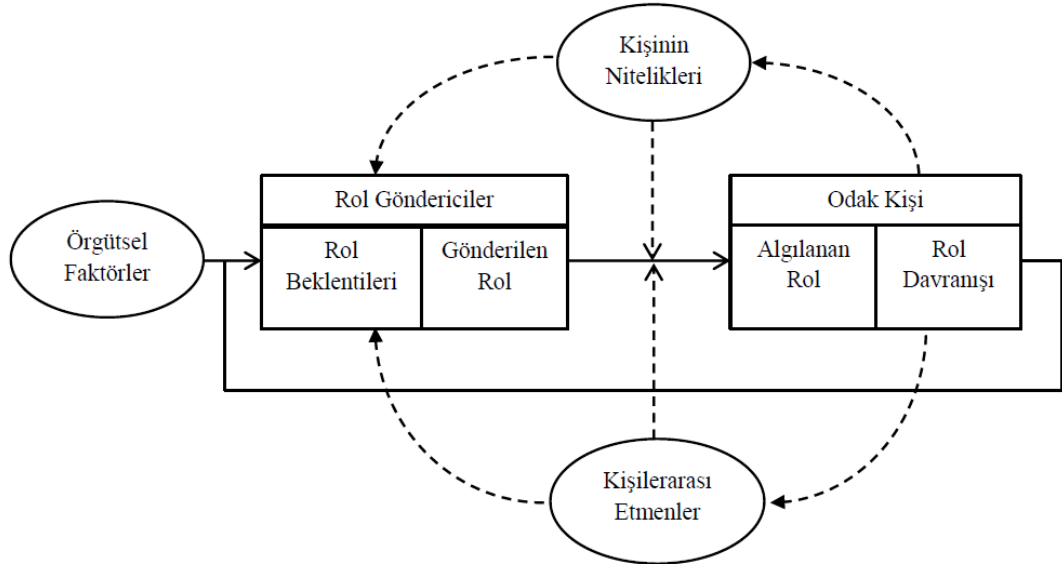 Kişinin
Nitelikleri
Rol Göndericiler
Odak Kişi
Örgütsel
Faktörler
Rol
Beklentileri
Gönderilen
Rol
Algılanan
Rol
Rol
Davranışı
Kişilerarası
Etmenler